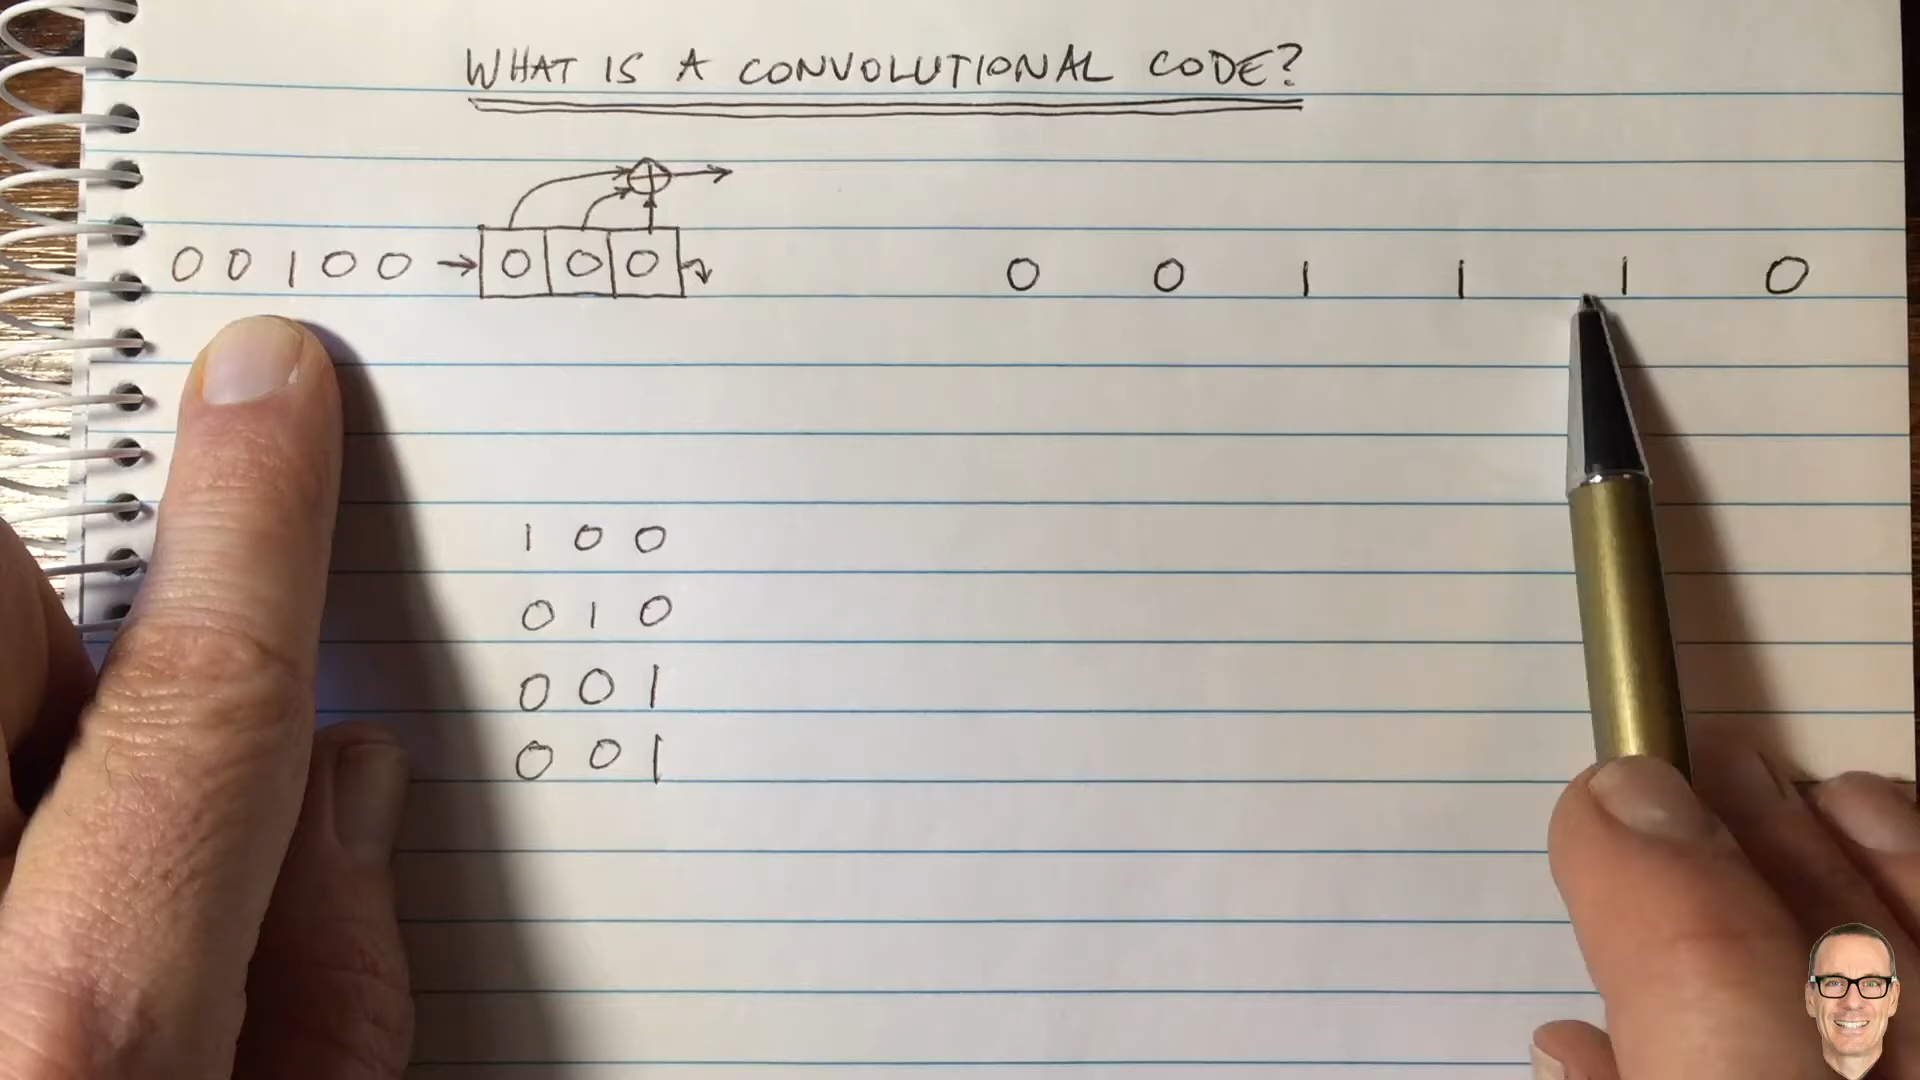 WHAT IS A CONVOLUTIONAL CODE?
0 0 1 0 0 → 0 0 0 0 0 1 1 1 0
1 0 0
0 1 0
0 0 1
0 0 1